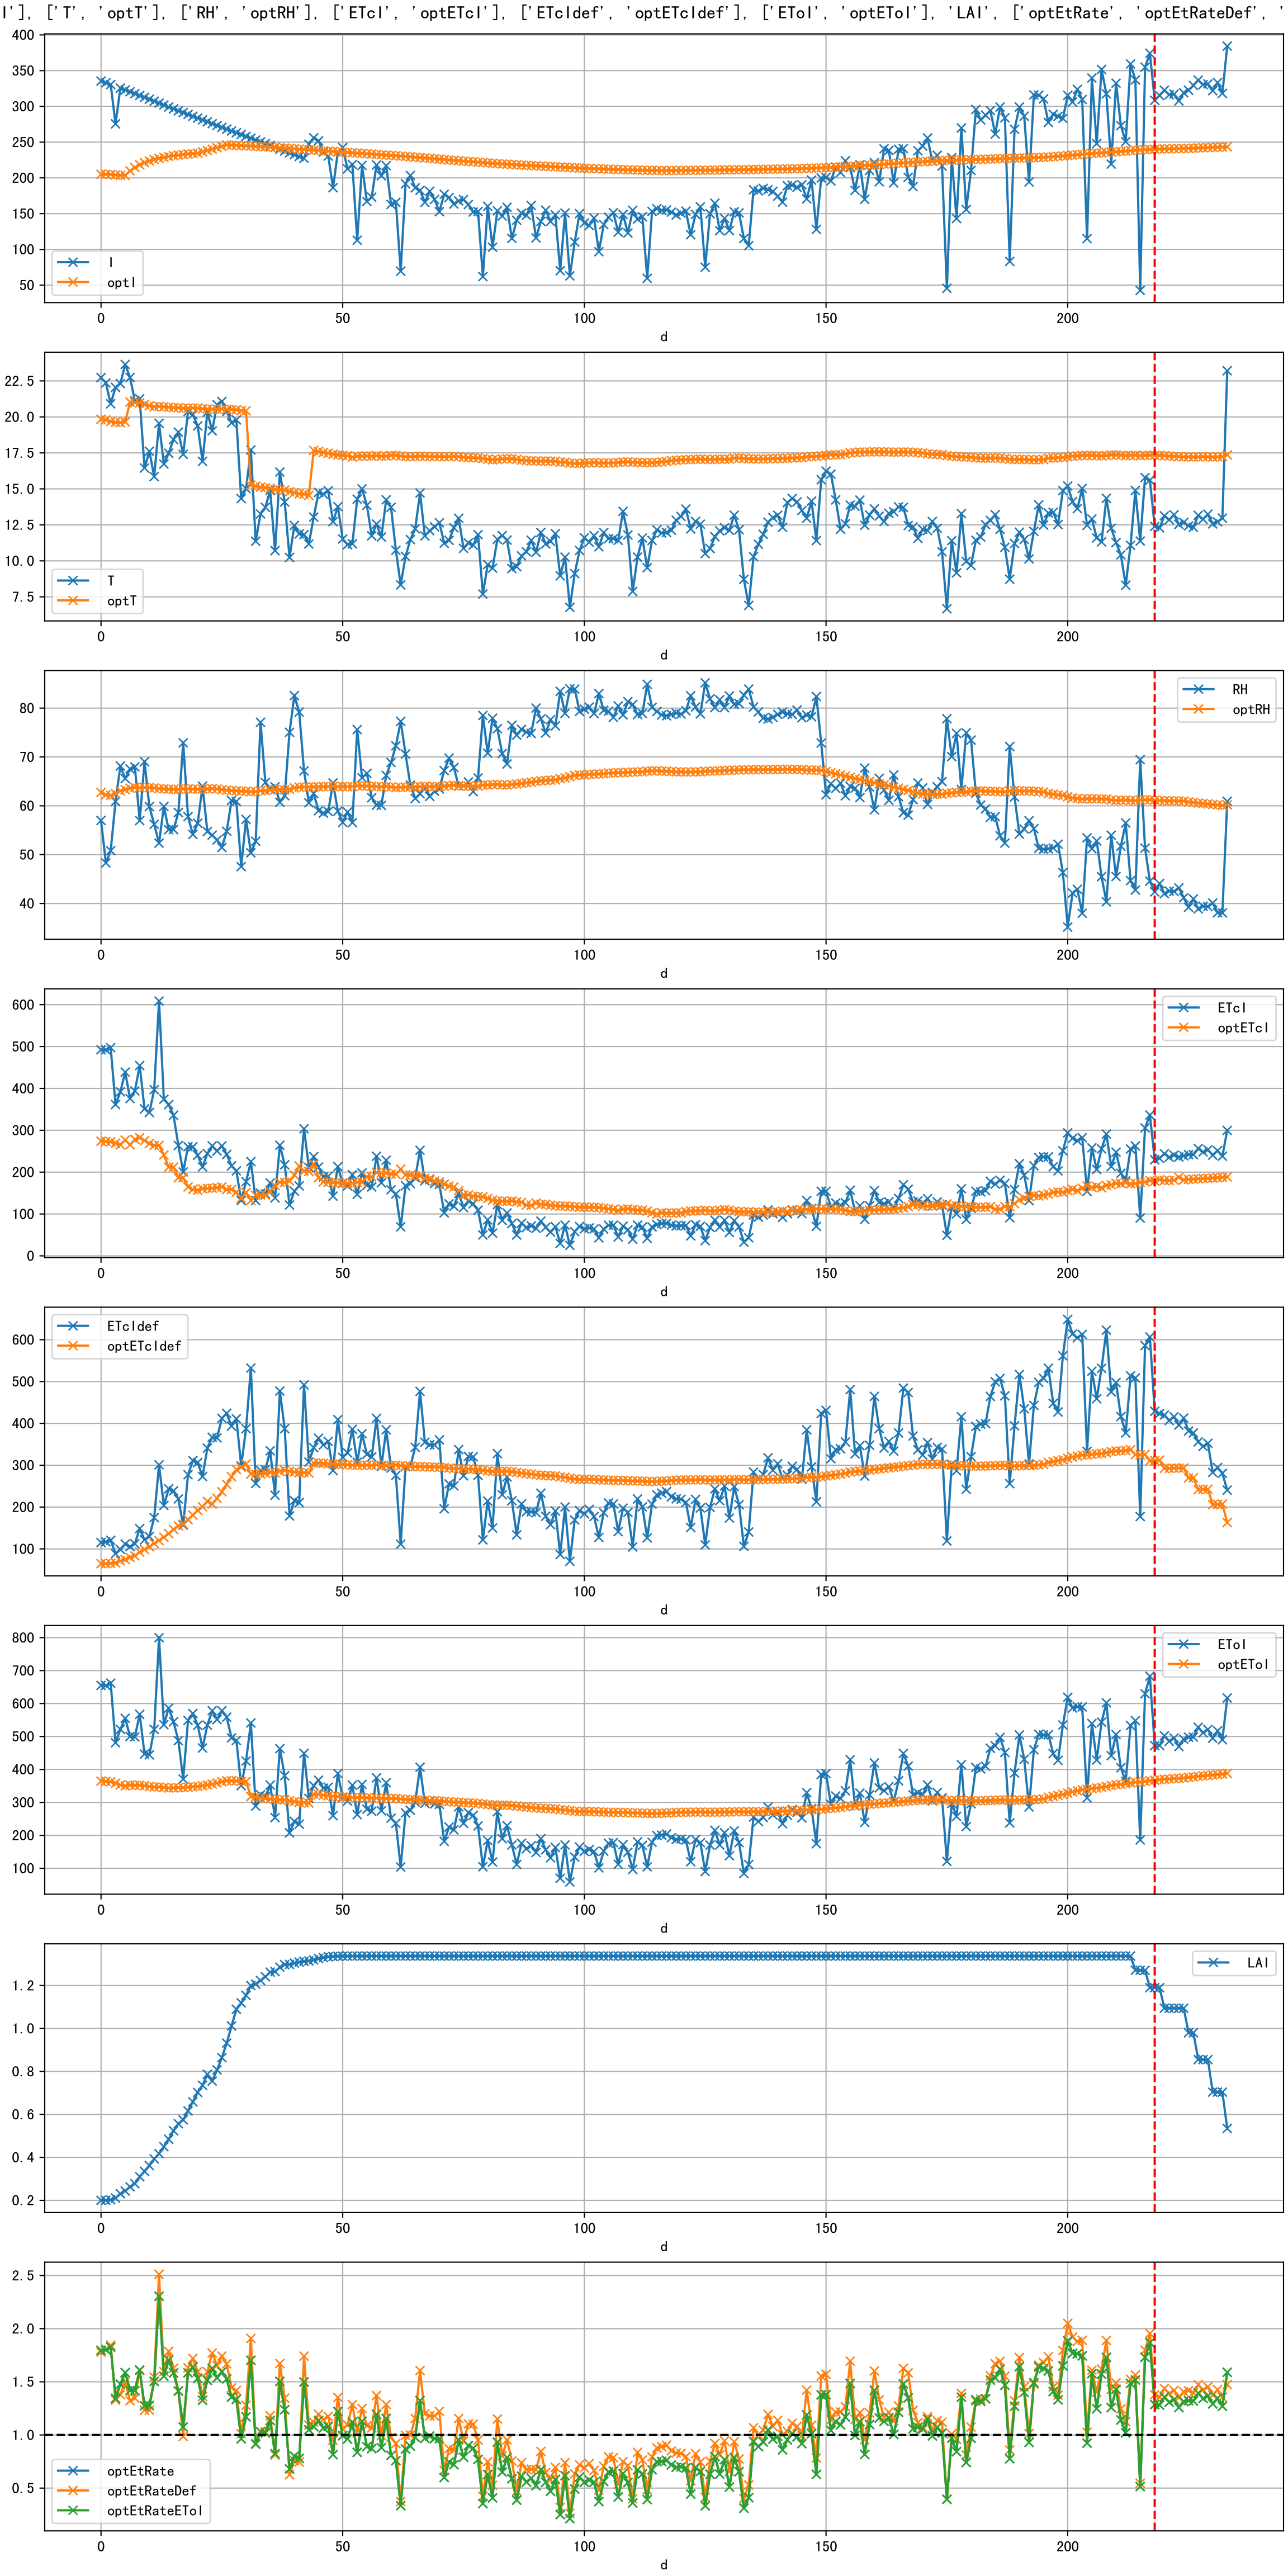 I'], ['T', 'optT'], ['RH', 'optRH'], ['ETcI', 'optETcI'], ['ETcIdef', 'optETcIdef'], ['EToI', 'optEToI'], 'LAI', ['optEtRate', 'optEtRateDef', '
400
350
300
250
200
150
100
50
I
optI
0 50 100 150 200
d
22.5
20.0
17.5
15.0
12.5
10.0
7.5
T
optT
0 50 100 150 200
d
80
70
60
50
40
RH
optRH
0 50 100 150 200
d
600
500
400
300
200
100
0
ETcI
optETcI
0 50 100 150 200
d
600
500
400
300
200
100
ETcIdef
optETcIdef
0 50 100 150 200
d
800
700
600
500
400
300
200
100
EToI
optEToI
0 50 100 150 200
d
1.2
1.0
0.8
0.6
0.4
0.2
LAI
0 50 100 150 200
d
2.5
2.0
1.5
1.0
0.5
optEtRate
optEtRateDef
optEtRateEToI
0 50 100 150 200
d